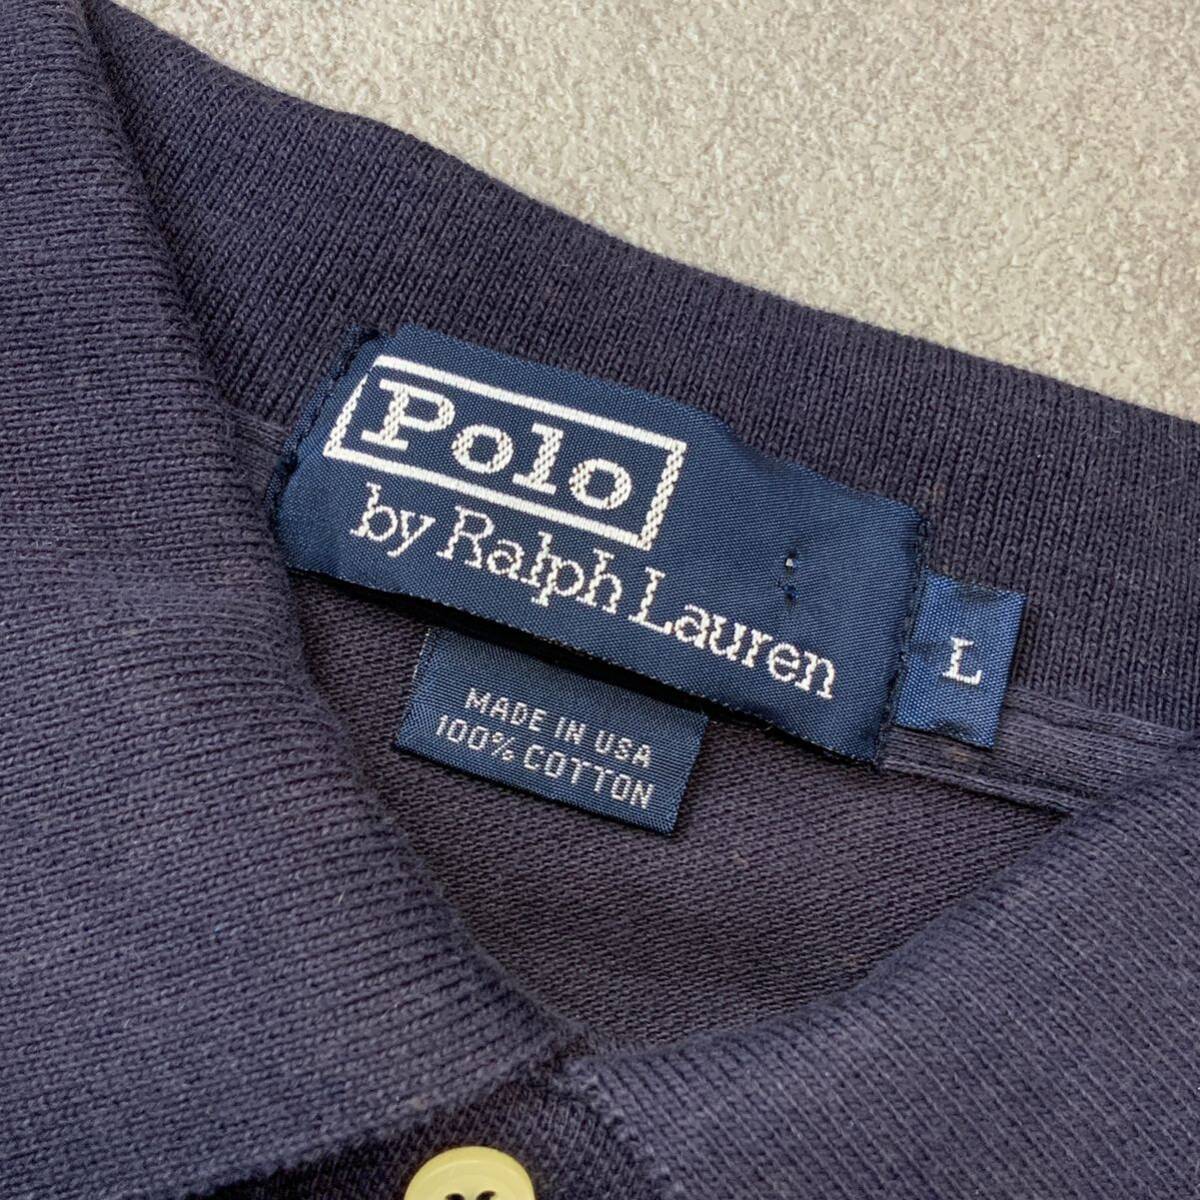 Polo
by Ralph Lauren
L
MADE IN USA
100% COTTON